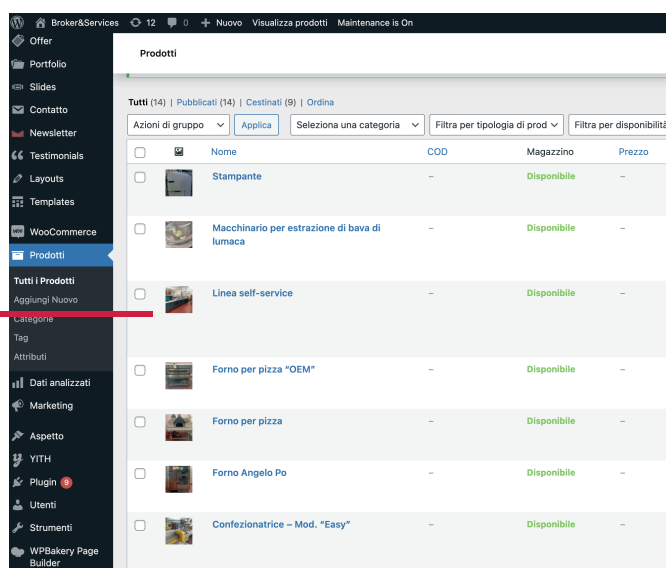 Broker&Services 12 0 + Nuovo Visualizza prodotti Maintenance is On
Offer
Portfolio
Slides
Contatto
Newsletter
Testimonials
Layouts
Templates
WooCommerce
Prodotti
Tutti i Prodotti
Aggiungi Nuovo
Categorie
Tag
Attributi
Dati analizzati
Marketing
Aspetto
YITH
Plugin 9
Utenti
Strumenti
WPBakery Page
Builder
Prodotti
Tutti (14) | Pubblicati (14) | Cestinati (9) | Ordina
Azioni di gruppo Applica Seleziona una categoria Filtra per tipologia di prod Filtra per disponibilità
Nome COD Magazzino Prezzo
Stampante – Disponibile –
Macchinario per estrazione di bava di – Disponibile –
lumaca
Linea self-service – Disponibile –
Forno per pizza “OEM” – Disponibile –
Forno per pizza – Disponibile –
Forno Angelo Po – Disponibile –
Confezionatrice – Mod. “Easy” – Disponibile –